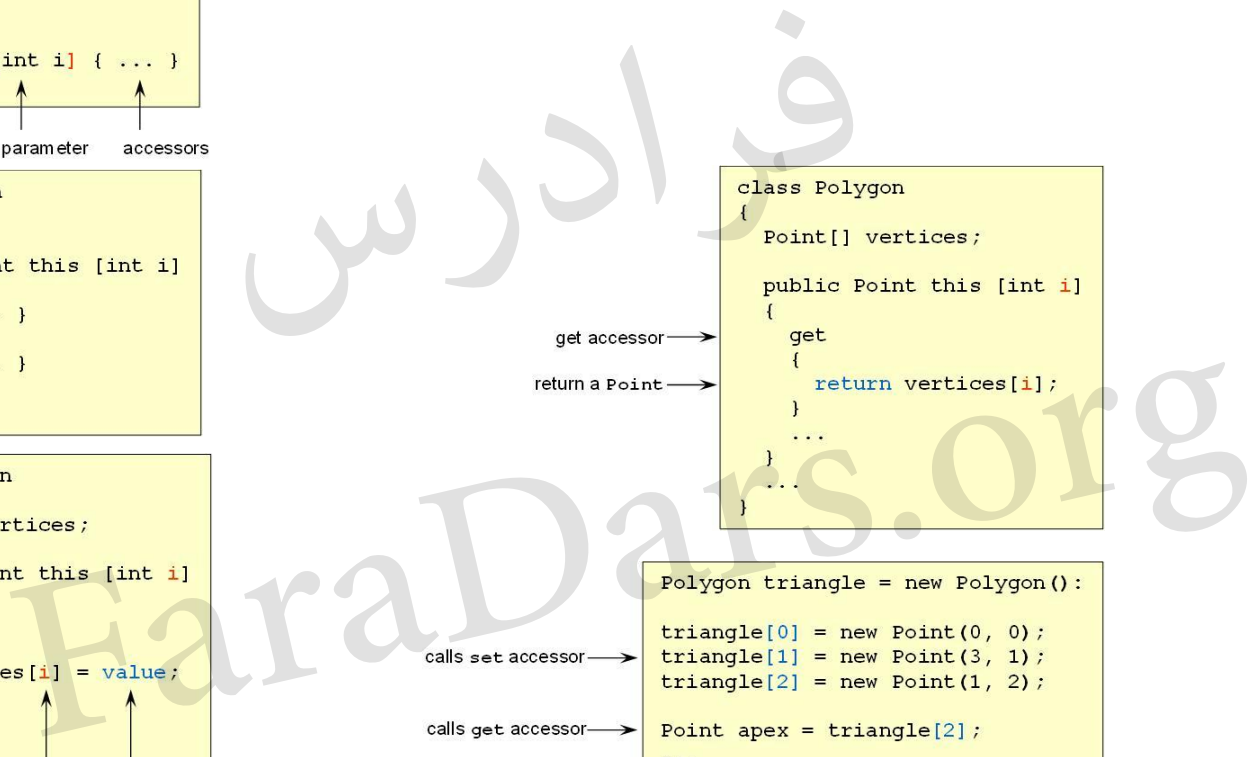 int i] { ... }
parameter accessors
t this [int i]
}
}
n
rtices;
nt this [int i]
es[i] = value;
class Polygon
{
Point[] vertices;
public Point this [int i]
{
get accessor
get
{
return a Point
return vertices[i];
}
...
}
...
}
Polygon triangle = new Polygon():
triangle[0] = new Point(0, 0);
calls set accessor
triangle[1] = new Point(3, 1);
triangle[2] = new Point(1, 2);
calls get accessor
Point apex = triangle[2];
فرادرس
FaraDars.org